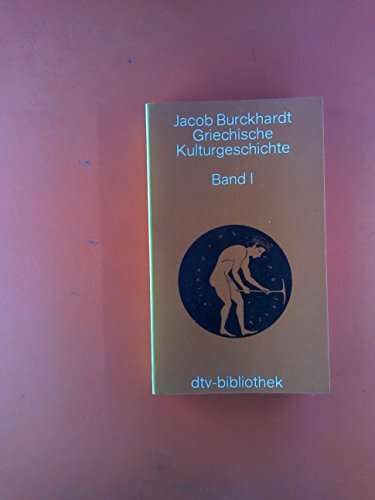 Jacob Burckhardt
Griechische
Kulturgeschichte
Band I
dtv-bibliothek